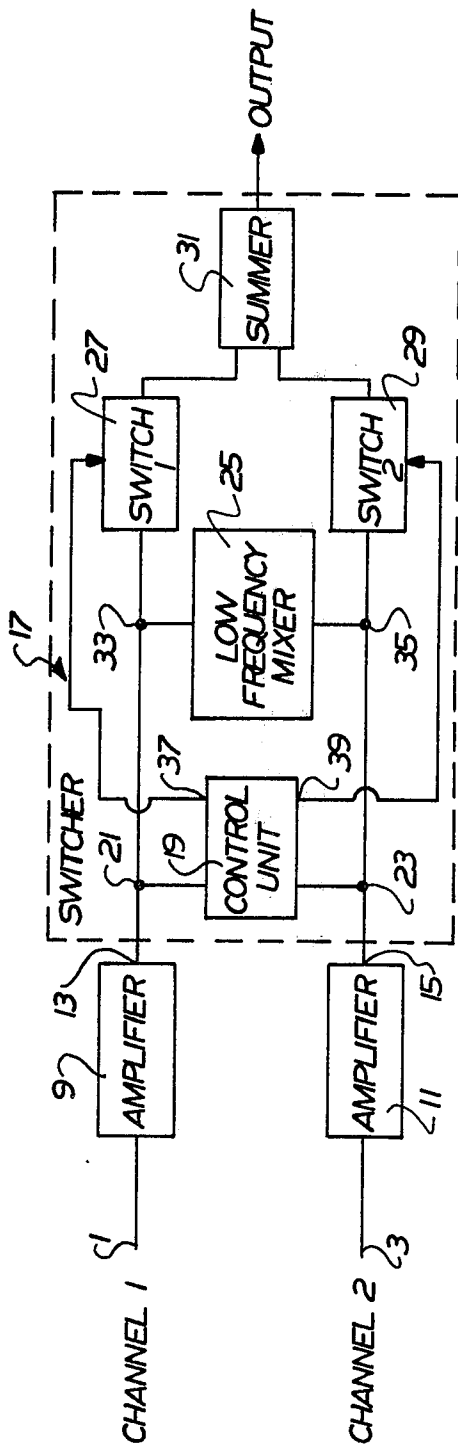 CHANNEL 1
1
9
AMPLIFIER
13
SWITCHER
17
21
19
CONTROL
UNIT
37
39
33
LOW
FREQUENCY
MIXER
25
SWITCH
1
27
SUMMER
31
OUTPUT
CHANNEL 2
3
AMPLIFIER
11
15
23
35
SWITCH
2
29